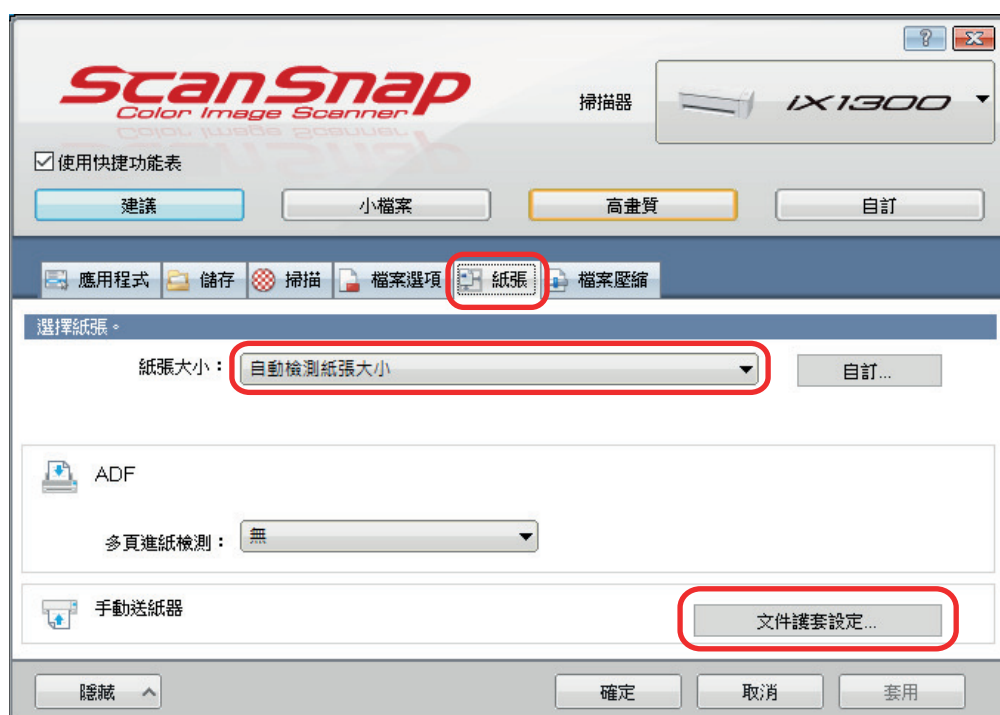 ScanSnap
Color Image Scanner
掃描器
iX1300
使用快捷功能表
建議 小檔案 高畫質 自訂
應用程式 儲存 掃描 檔案選項 紙張 檔案壓縮
選擇紙張。
紙張大小： 自動檢測紙張大小 自訂...
ADF
多頁進紙檢測： 無
手動送紙器
文件護套設定...
隱藏 確定 取消 套用